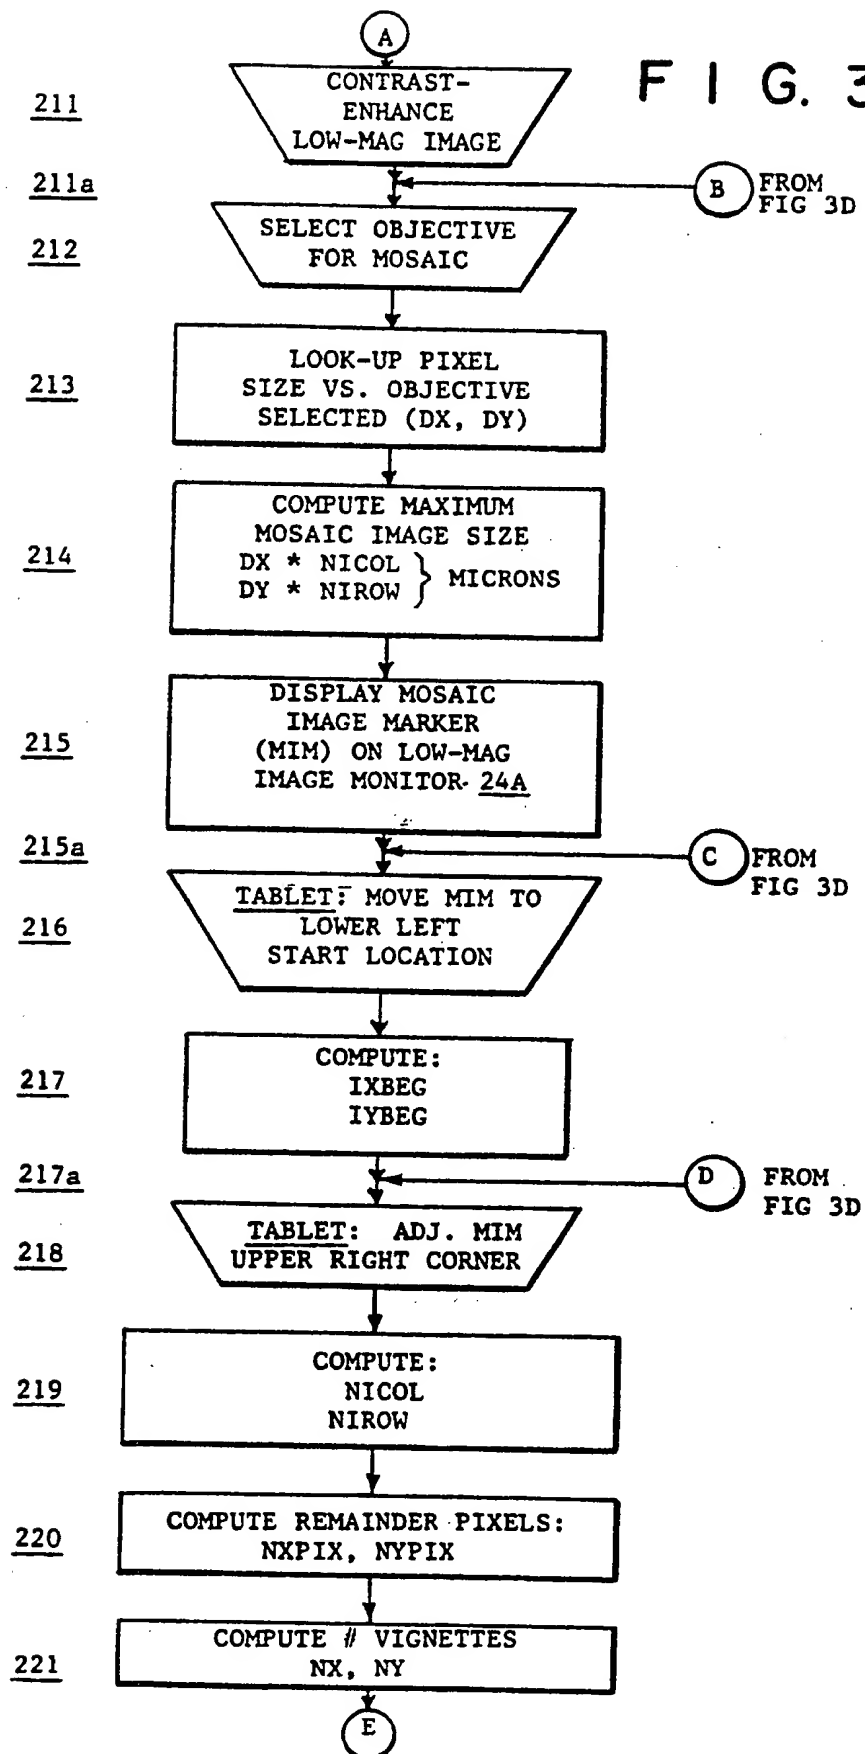 A
F I G. 3
211
CONTRAST-
ENHANCE
LOW-MAG IMAGE
211a
B
FROM
FIG 3D
212
SELECT OBJECTIVE
FOR MOSAIC
213
LOOK-UP PIXEL
SIZE VS. OBJECTIVE
SELECTED (DX, DY)
214
COMPUTE MAXIMUM
MOSAIC IMAGE SIZE
DX * NICOL
DY * NIROW
} MICRONS
215
DISPLAY MOSAIC
IMAGE MARKER
(MIM) ON LOW-MAG
IMAGE MONITOR 24A
215a
C
FROM
FIG 3D
216
TABLET: MOVE MIM TO
LOWER LEFT
START LOCATION
217
COMPUTE:
IXBEG
IYBEG
217a
D
FROM
FIG 3D
218
TABLET: ADJ. MIM
UPPER RIGHT CORNER
219
COMPUTE:
NICOL
NIROW
220
COMPUTE REMAINDER PIXELS:
NXPIX, NYPIX
221
COMPUTE # VIGNETTES
NX, NY
E